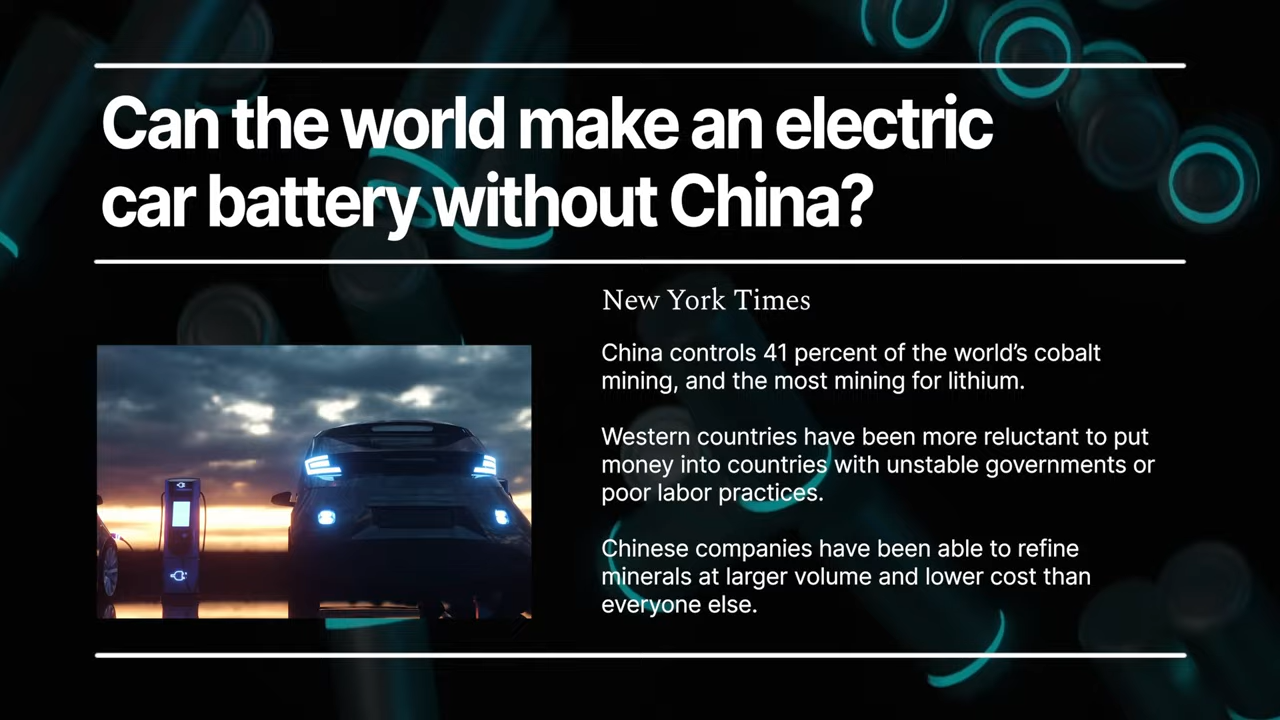 Can the world make an electric
car battery without China?
New York Times
China controls 41 percent of the world’s cobalt
mining, and the most mining for lithium.
Western countries have been more reluctant to put
money into countries with unstable governments or
poor labor practices.
Chinese companies have been able to refine
minerals at larger volume and lower cost than
everyone else.